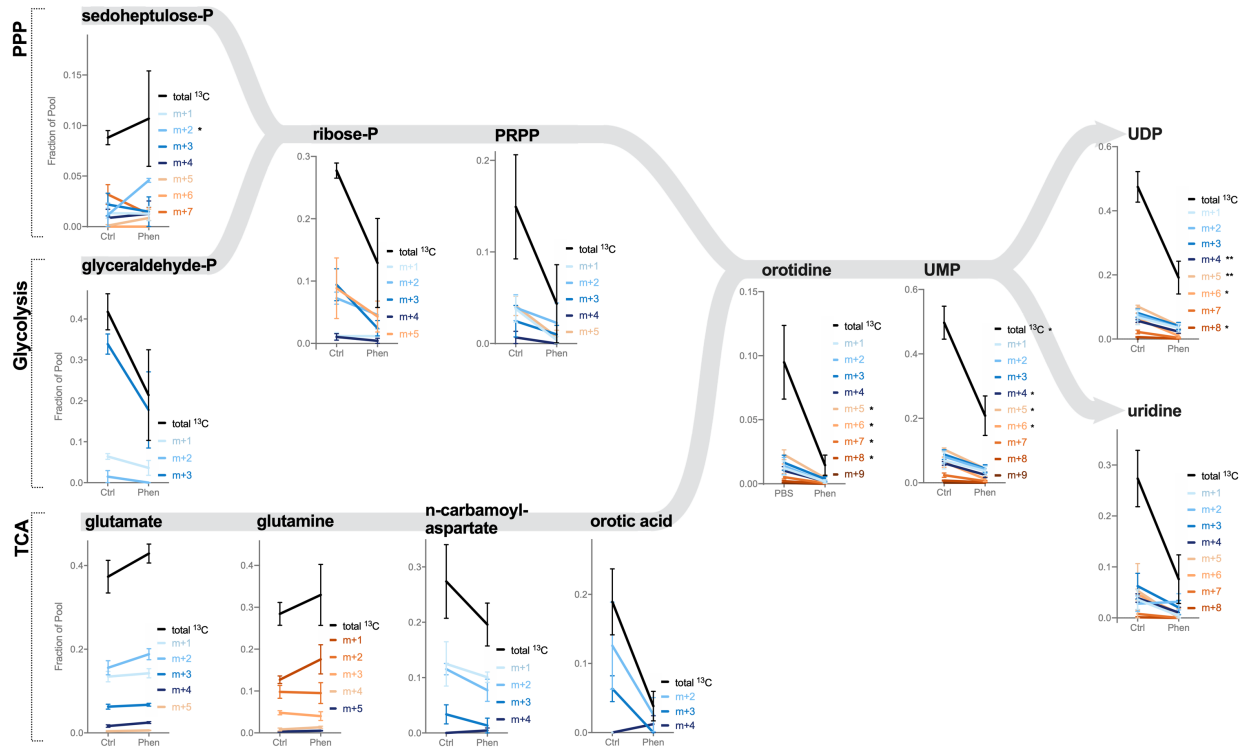 PPP
sedoheptulose-P
Fraction of Pool
0.15
0.10
0.05
0.00
Ctrl
Phen
total ¹³C
m+1
m+2 *
m+3
m+4
m+5
m+6
m+7
Glycolysis
glyceraldehyde-P
Fraction of Pool
0.4
0.3
0.2
0.1
0.0
Ctrl
Phen
total ¹³C
m+1
m+2
m+3
ribose-P
0.3
0.2
0.1
0.0
Ctrl
Phen
total ¹³C
m+1
m+2
m+3
m+4
m+5
PRPP
0.2
0.1
0.0
Ctrl
Phen
total ¹³C
m+1
m+2
m+3
m+4
m+5
TCA
glutamate
Fraction of Pool
0.4
0.2
0.0
Ctrl
Phen
total ¹³C
m+1
m+2
m+3
m+4
m+5
glutamine
0.4
0.3
0.2
0.1
0.0
Ctrl
Phen
total ¹³C
m+1
m+2
m+3
m+4
m+5
n-carbamoyl-
aspartate
0.3
0.2
0.1
0.0
Ctrl
Phen
total ¹³C
m+1
m+2
m+3
m+4
orotic acid
0.2
0.1
0.0
Ctrl
Phen
total ¹³C
m+2
m+3
m+4
orotidine
0.15
0.10
0.05
0.00
PBS
Phen
total ¹³C
m+1
m+2
m+3
m+4
m+5 *
m+6 *
m+7 *
m+8 *
m+9
UMP
0.6
0.4
0.2
0.0
Ctrl
Phen
total ¹³C *
m+1
m+2
m+3
m+4 *
m+5 *
m+6 *
m+7
m+8
m+9
UDP
0.6
0.4
0.2
0.0
Ctrl
Phen
total ¹³C
m+1
m+2
m+3
m+4 **
m+5 **
m+6 *
m+7
m+8 *
uridine
0.3
0.2
0.1
0.0
Ctrl
Phen
total ¹³C
m+1
m+2
m+3
m+4
m+5
m+6
m+7
m+8